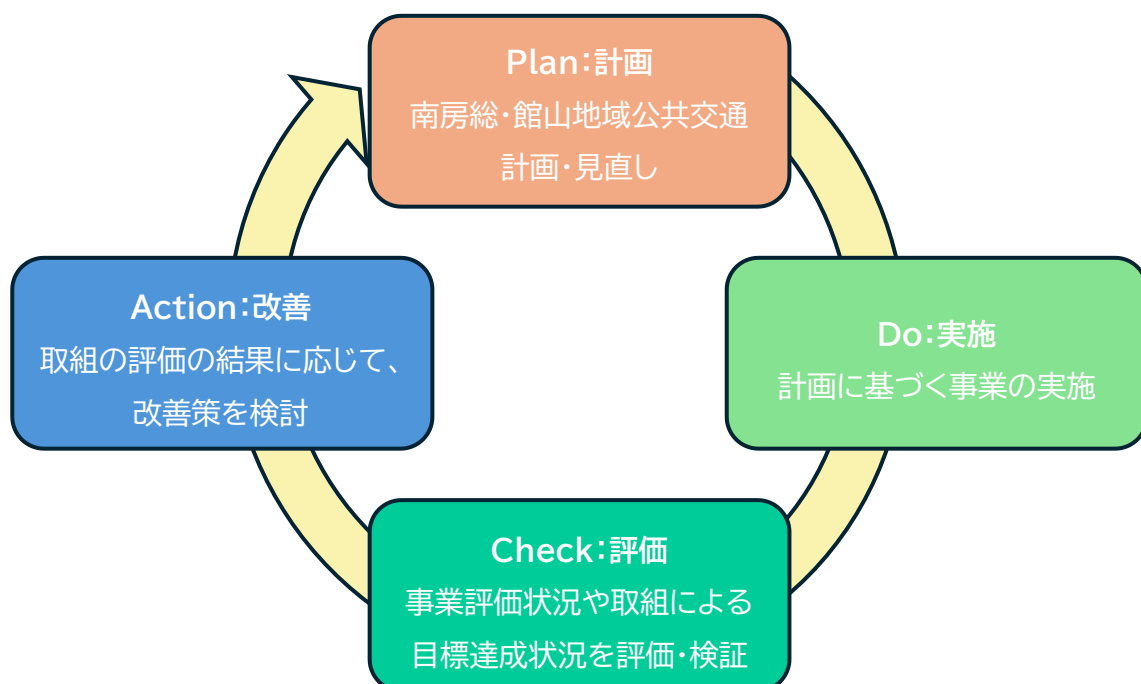 Plan：計画
南房総・館山地域公共交通
計画・見直し
Action：改善
取組の評価の結果に応じて、
改善策を検討
Do：実施
計画に基づく事業の実施
Check：評価
事業評価状況や取組による
目標達成状況を評価・検証